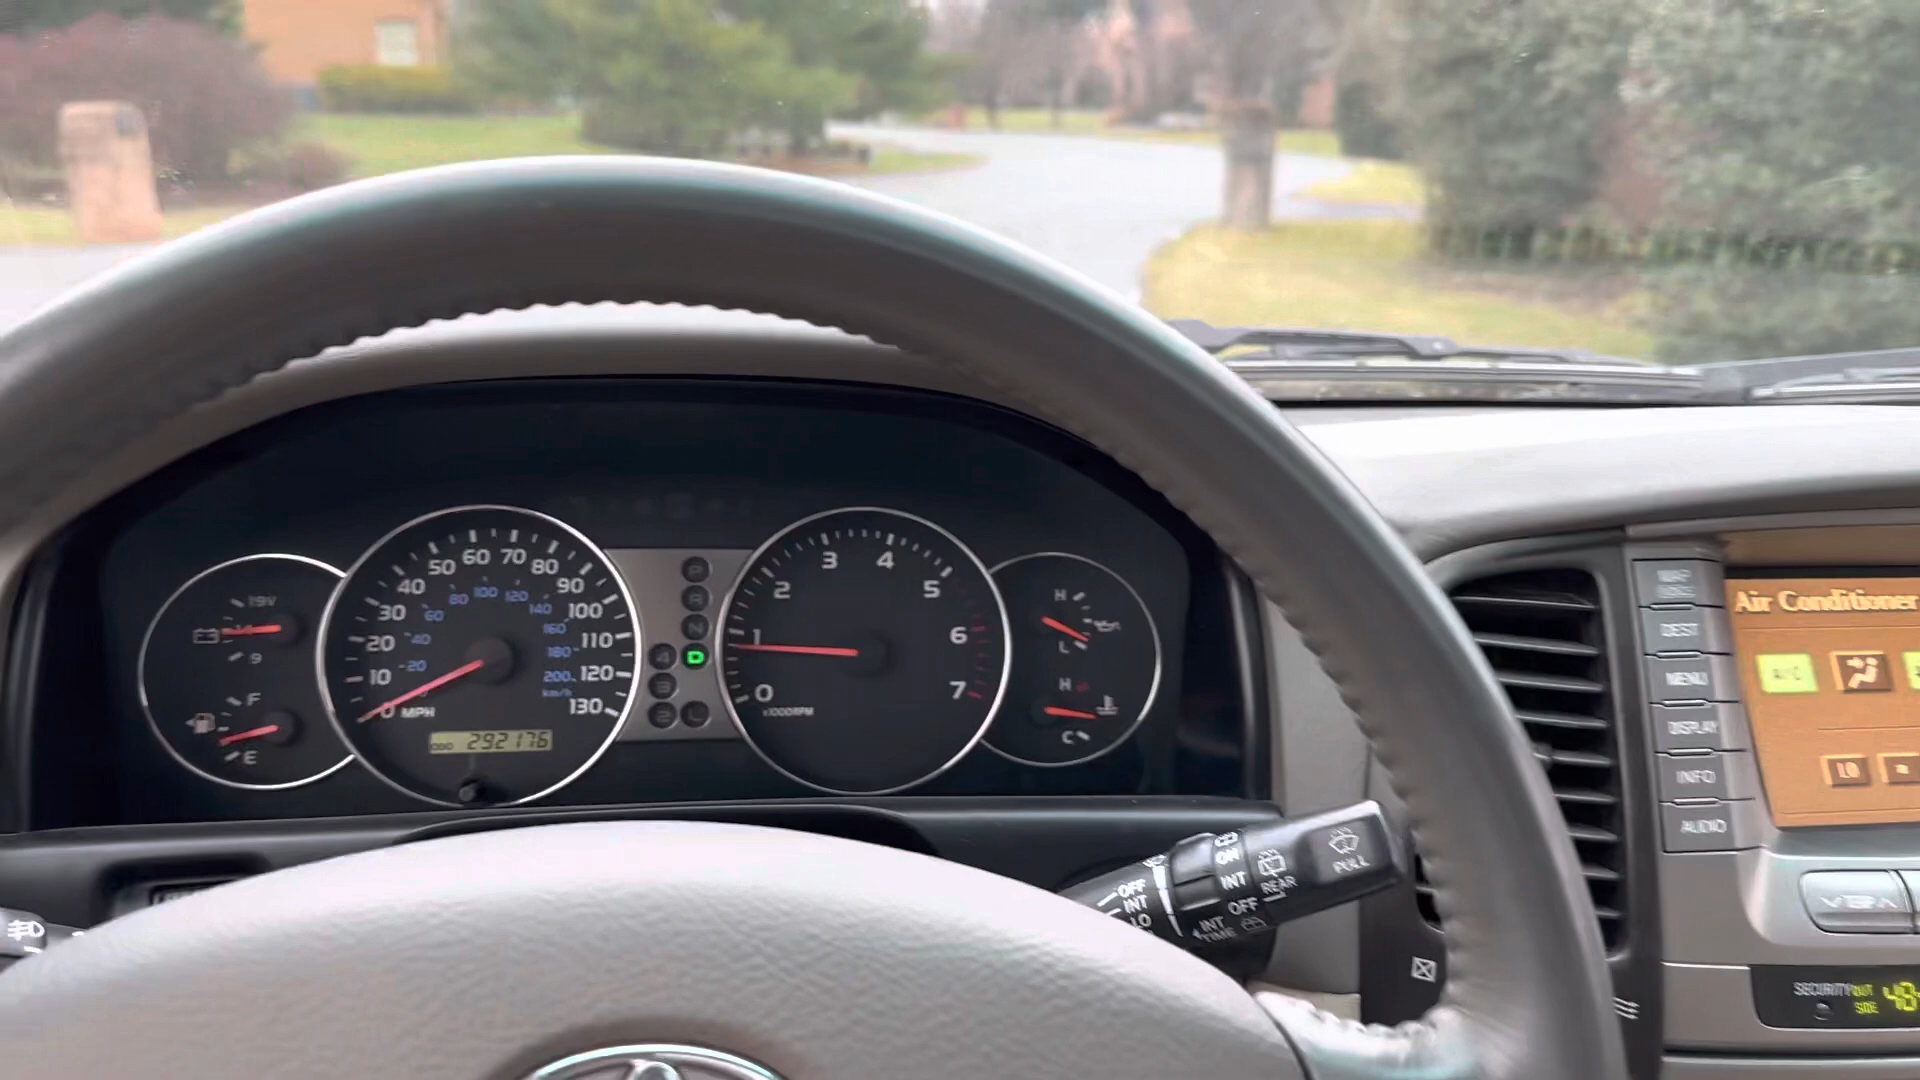 19V
9
F
E
0
10
20
30
40
50
60
70
80
90
100
110
120
130
MPH
20
40
60
80
100
120
140
160
180
200
km/h
ODO 292176
P
R
N
4 D
3
2 L
0
1
2
3
4
5
6
7
x1000RPM
H
L
H
C
OFF
INT
LO
ON
INT
OFF
INT
TIME
REAR
PULL
MAP
DEST
MENU
DISPLAY
INFO
AUDIO
Air Conditioner
A/C
LO
SECURITY
OUT
SIDE
48